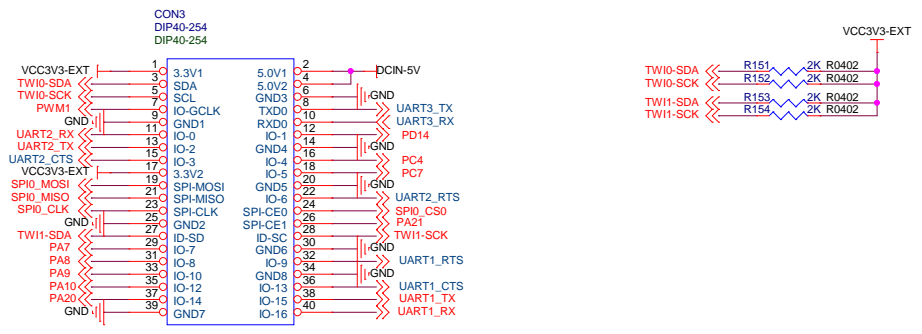 CON3
DIP40-254
DIP40-254
VCC3V3-EXT 1 3.3V1 5.0V1 2 DCIN-5V
TWI0-SDA 3 SDA 5.0V2 4
TWI0-SCK 5 SCL GND3 6 GND
PWM1 7 IO-GCLK TXD0 8 UART3_TX
GND 9 GND1 RXD0 10 UART3_RX
UART2_RX 11 IO-0 IO-1 12 PD14
UART2_TX 13 IO-2 GND4 14 GND
UART2_CTS 15 IO-3 IO-4 16 PC4
VCC3V3-EXT 17 3.3V2 IO-5 18 PC7
SPI0_MOSI 19 SPI-MOSI GND5 20 GND
SPI0_MISO 21 SPI-MISO IO-6 22 UART2_RTS
SPI0_CLK 23 SPI-CLK SPI-CE0 24 SPI0_CS0
GND 25 GND2 SPI-CE1 26 PA21
TWI1-SDA 27 ID-SD ID-SC 28 TWI1-SCK
PA7 29 IO-7 GND6 30 GND
PA8 31 IO-8 IO-9 32 UART1_RTS
PA9 33 IO-10 GND8 34 GND
PA10 35 IO-12 IO-13 36 UART1_CTS
PA20 37 IO-14 IO-15 38 UART1_TX
GND 39 GND7 IO-16 40 UART1_RX
VCC3V3-EXT
TWI0-SDA R151 2K R0402
TWI0-SCK R152 2K R0402
TWI1-SDA R153 2K R0402
TWI1-SCK R154 2K R0402